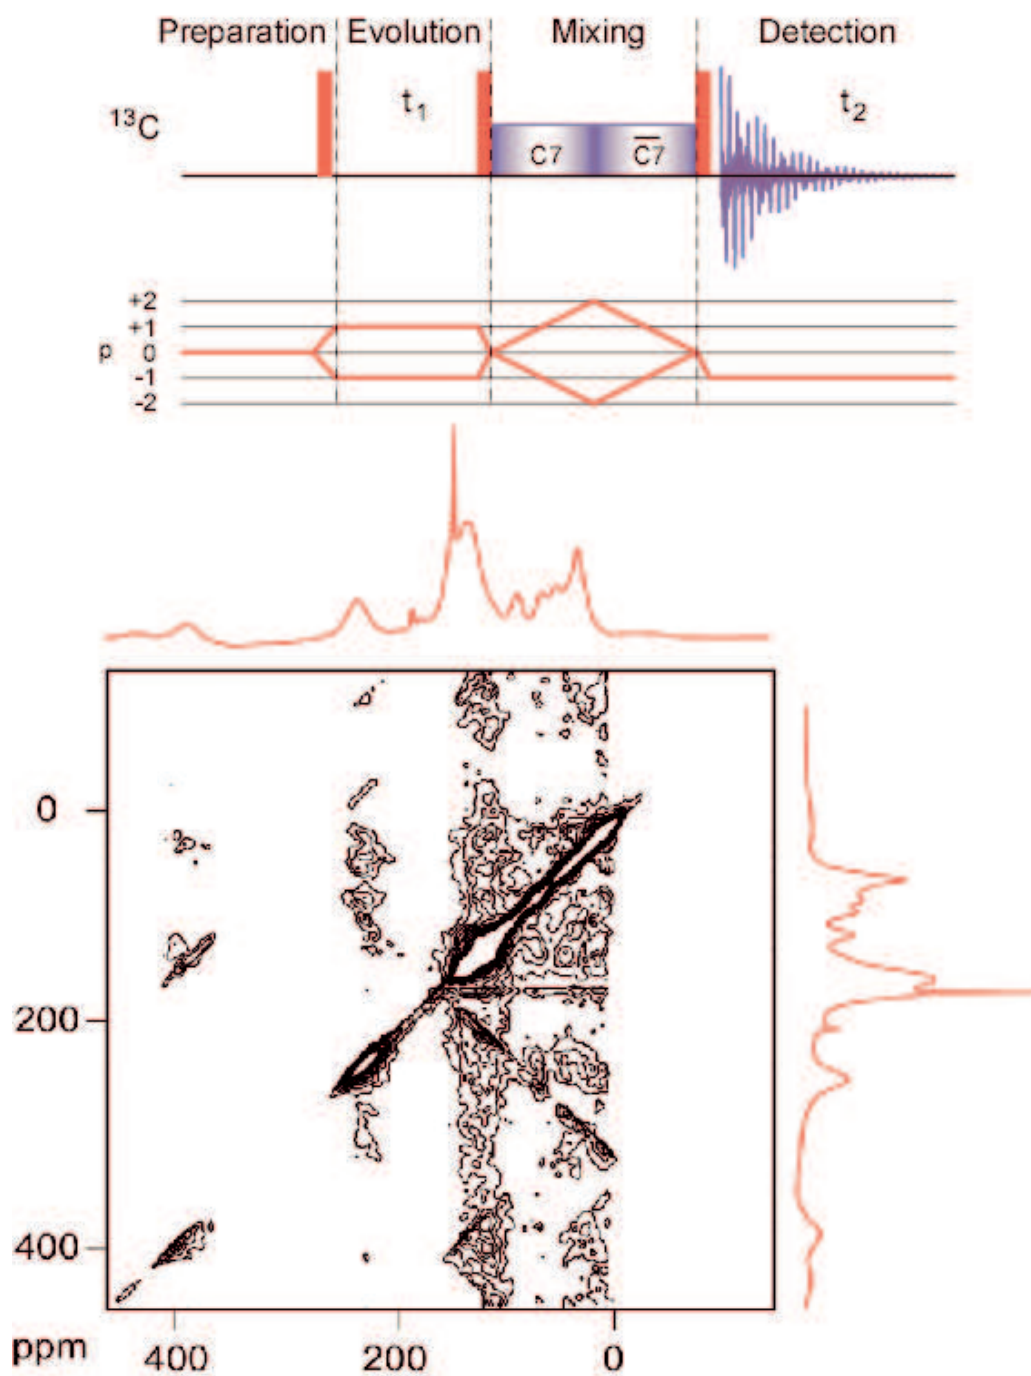 Preparation Evolution Mixing Detection
¹³C t₁ t₂
C7 C̅7̅
+2
+1
p 0
-1
-2
0
200
400
ppm 400 200 0